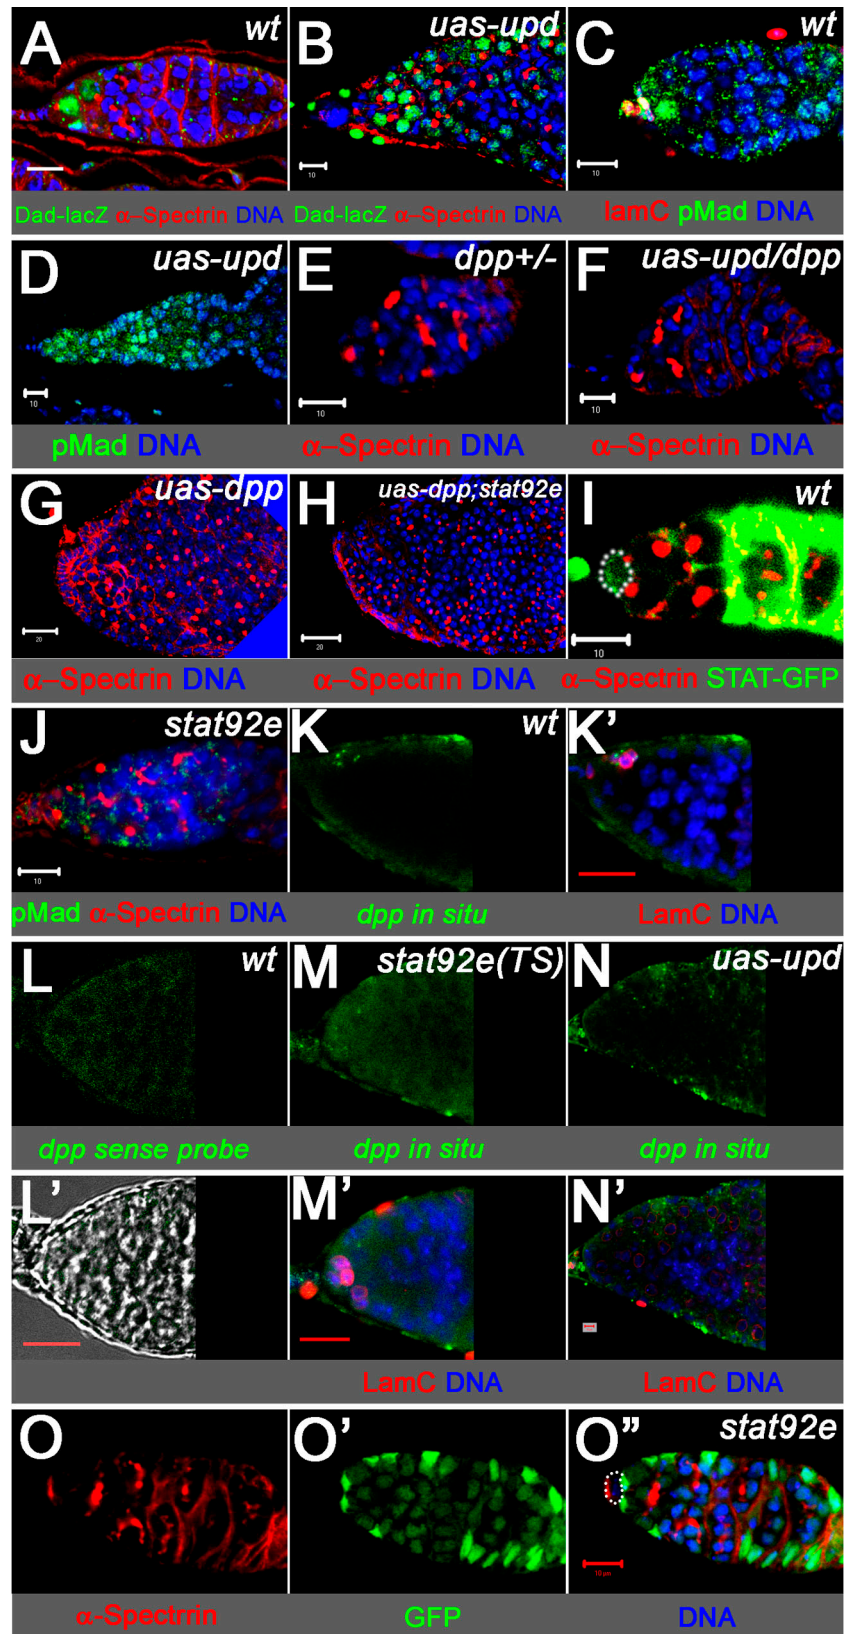 A wt
B uas-upd
C wt
10
10
Dad-lacZ α–Spectrin DNA
Dad-lacZ α–Spectrin DNA
lamC pMad DNA
D uas-upd
E dpp+/-
F uas-upd/dpp
10
10
10
pMad DNA
α–Spectrin DNA
α–Spectrin DNA
G uas-dpp
H uas-dpp;stat92e
I wt
20
20
10
α–Spectrin DNA
α–Spectrin DNA
α–Spectrin STAT-GFP
J stat92e
K wt
K'
10
pMad α-Spectrin DNA
dpp in situ
LamC DNA
L wt
M stat92e(TS)
N uas-upd
dpp sense probe
dpp in situ
dpp in situ
L'
M'
N'
LamC DNA
LamC DNA
O
O'
O" stat92e
10 um
α-Spectrrin
GFP
DNA